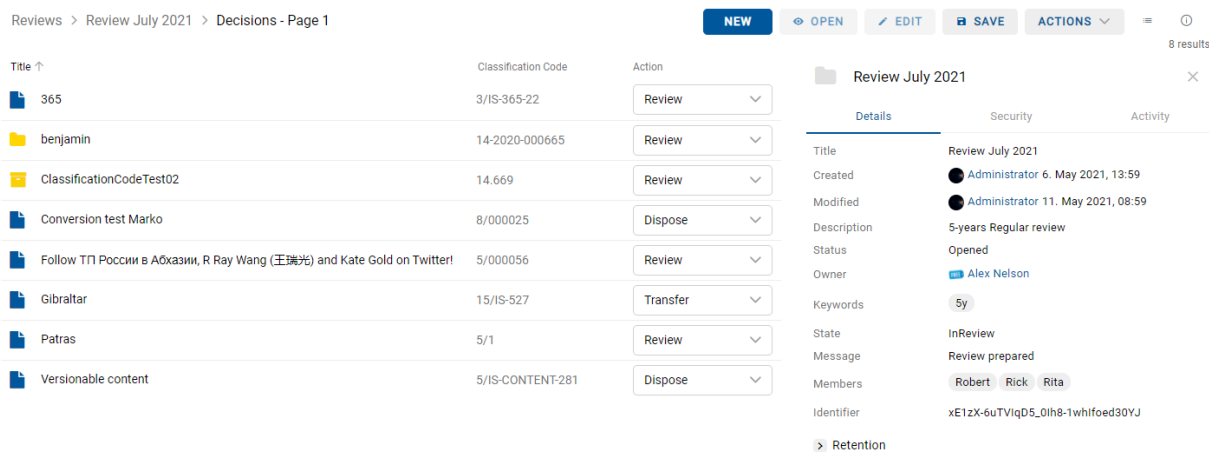 Reviews > Review July 2021 > Decisions - Page 1
NEW OPEN EDIT SAVE ACTIONS
8 results
Title ↑ Classification Code Action
365 3/IS-365-22 Review
benjamin 14-2020-000665 Review
ClassificationCodeTest02 14.669 Review
Conversion test Marko 8/000025 Dispose
Follow ТП России в Абхазии, R Ray Wang (王瑞光) and Kate Gold on Twitter! 5/000056 Review
Gibraltar 15/IS-527 Transfer
Patras 5/1 Review
Versionable content 5/IS-CONTENT-281 Dispose
Review July 2021
Details Security Activity
Title Review July 2021
Created Administrator 6. May 2021, 13:59
Modified Administrator 11. May 2021, 08:59
Description 5-years Regular review
Status Opened
Owner Alex Nelson
Keywords 5y
State InReview
Message Review prepared
Members Robert Rick Rita
Identifier xE1zX-6uTVIqD5_0Ih8-1whIfoed30YJ
> Retention